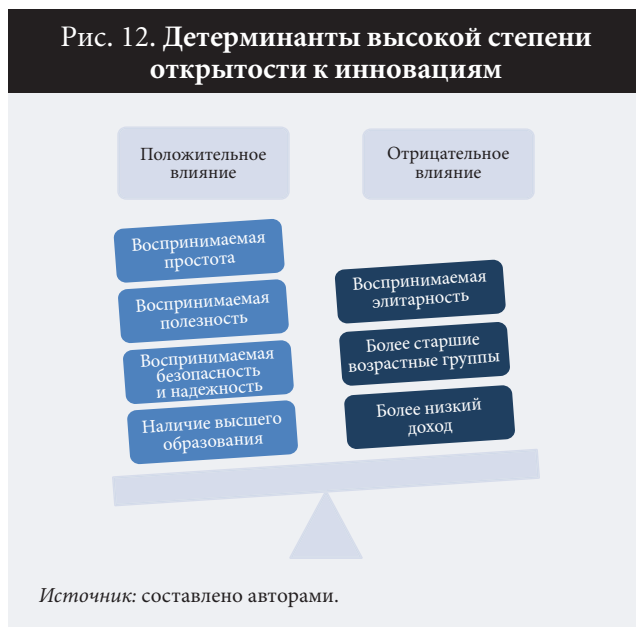 Рис. 12. Детерминанты высокой степени
открытости к инновациям
Положительное
влияние
Отрицательное
влияние
Воспринимаемая
простота
Воспринимаемая
полезность
Воспринимаемая
безопасность
и надежность
Наличие высшего
образования
Воспринимаемая
элитарность
Более старшие
возрастные группы
Более низкий
доход
Источник: составлено авторами.